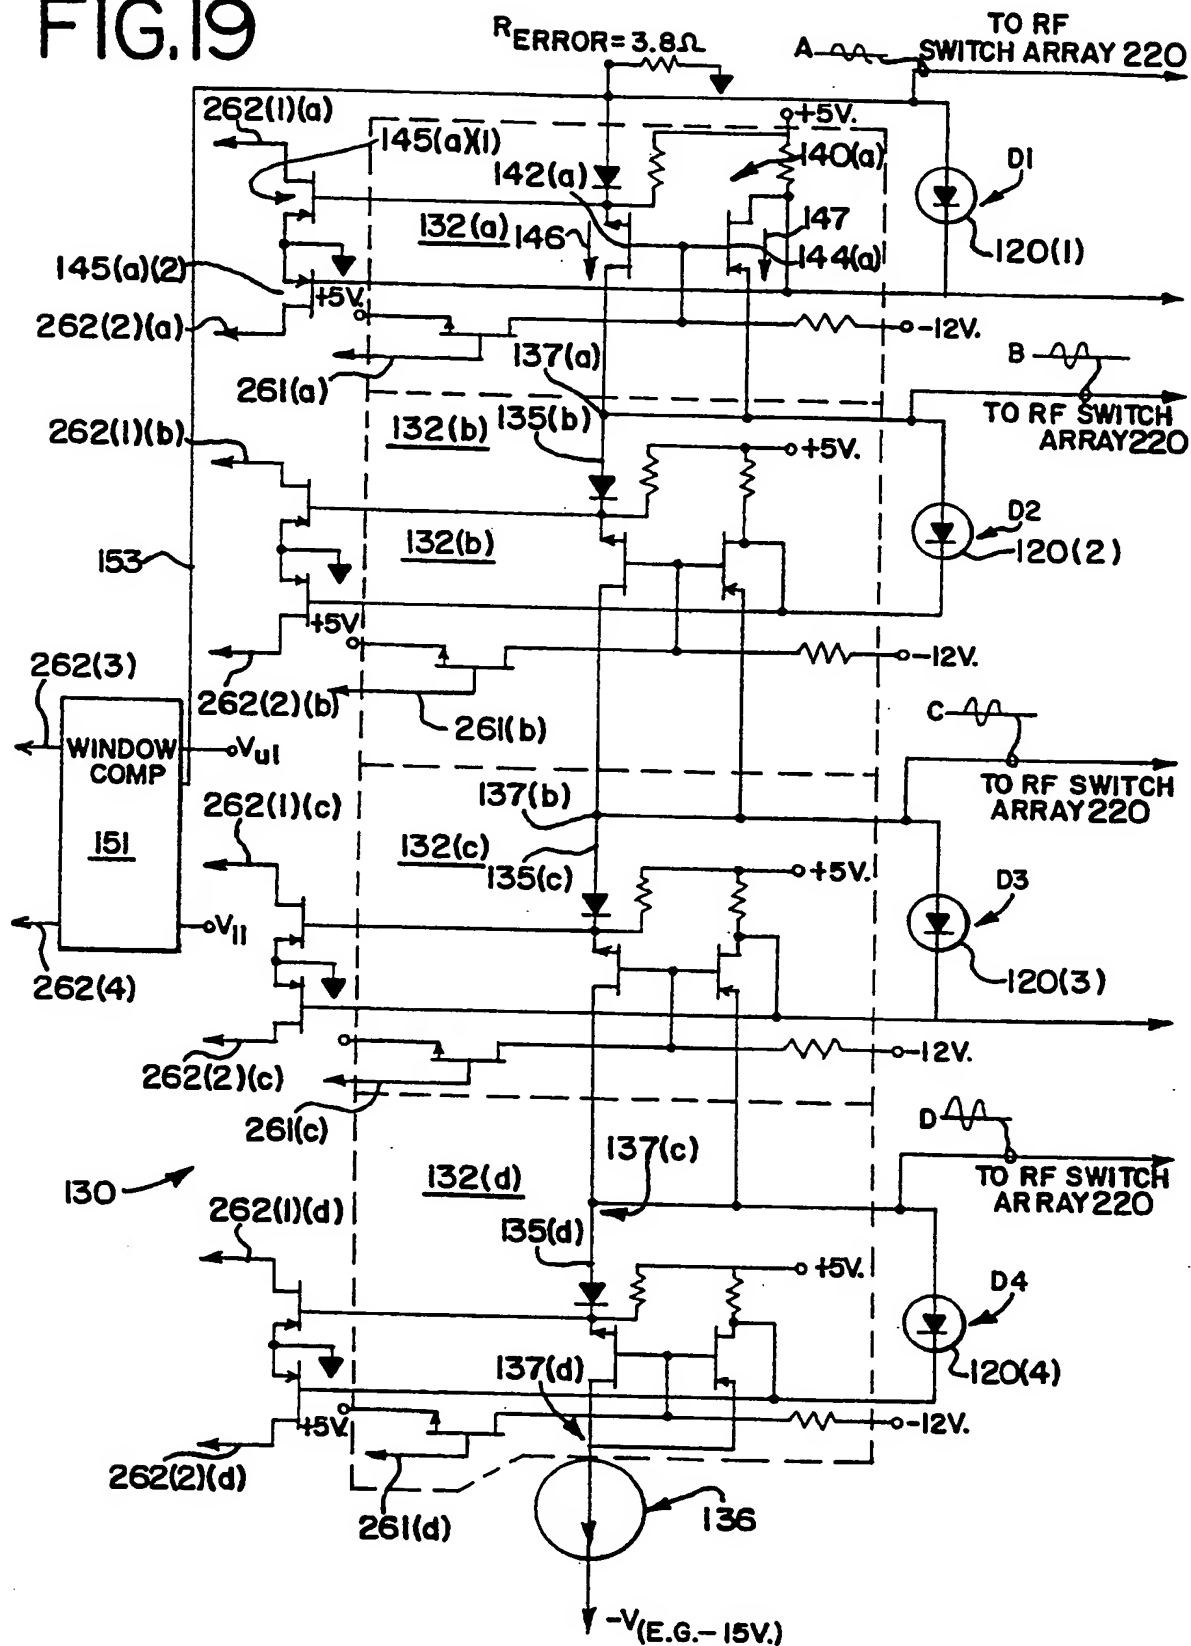 FIG.19
RERROR=3.8Ω
TO RF
SWITCH ARRAY 220
A
262(1)(a)
+5V.
145(a)(1)
140(a)
142(a)
D1
132(a)
146
147
120(1)
144(a)
145(a)(2)
+5V.
262(2)(a)
-12V.
137(a)
B
261(a)
TO RF SWITCH
ARRAY220
135(b)
132(b)
262(1)(b)
+5V.
D2
132(b)
120(2)
153
+5V
-12V.
262(3)
262(2)(b)
261(b)
C
WINDOW
COMP
Vul
TO RF SWITCH
ARRAY220
137(b)
262(1)(c)
151
132(c)
135(c)
+5V.
D3
Vll
120(3)
262(4)
-12V.
262(2)(c)
261(c)
D
137(c)
TO RF SWITCH
ARRAY220
130
132(d)
262(1)(d)
135(d)
+5V.
D4
137(d)
120(4)
+5V.
-12V.
262(2)(d)
261(d)
136
-V(E.G.-15V.)